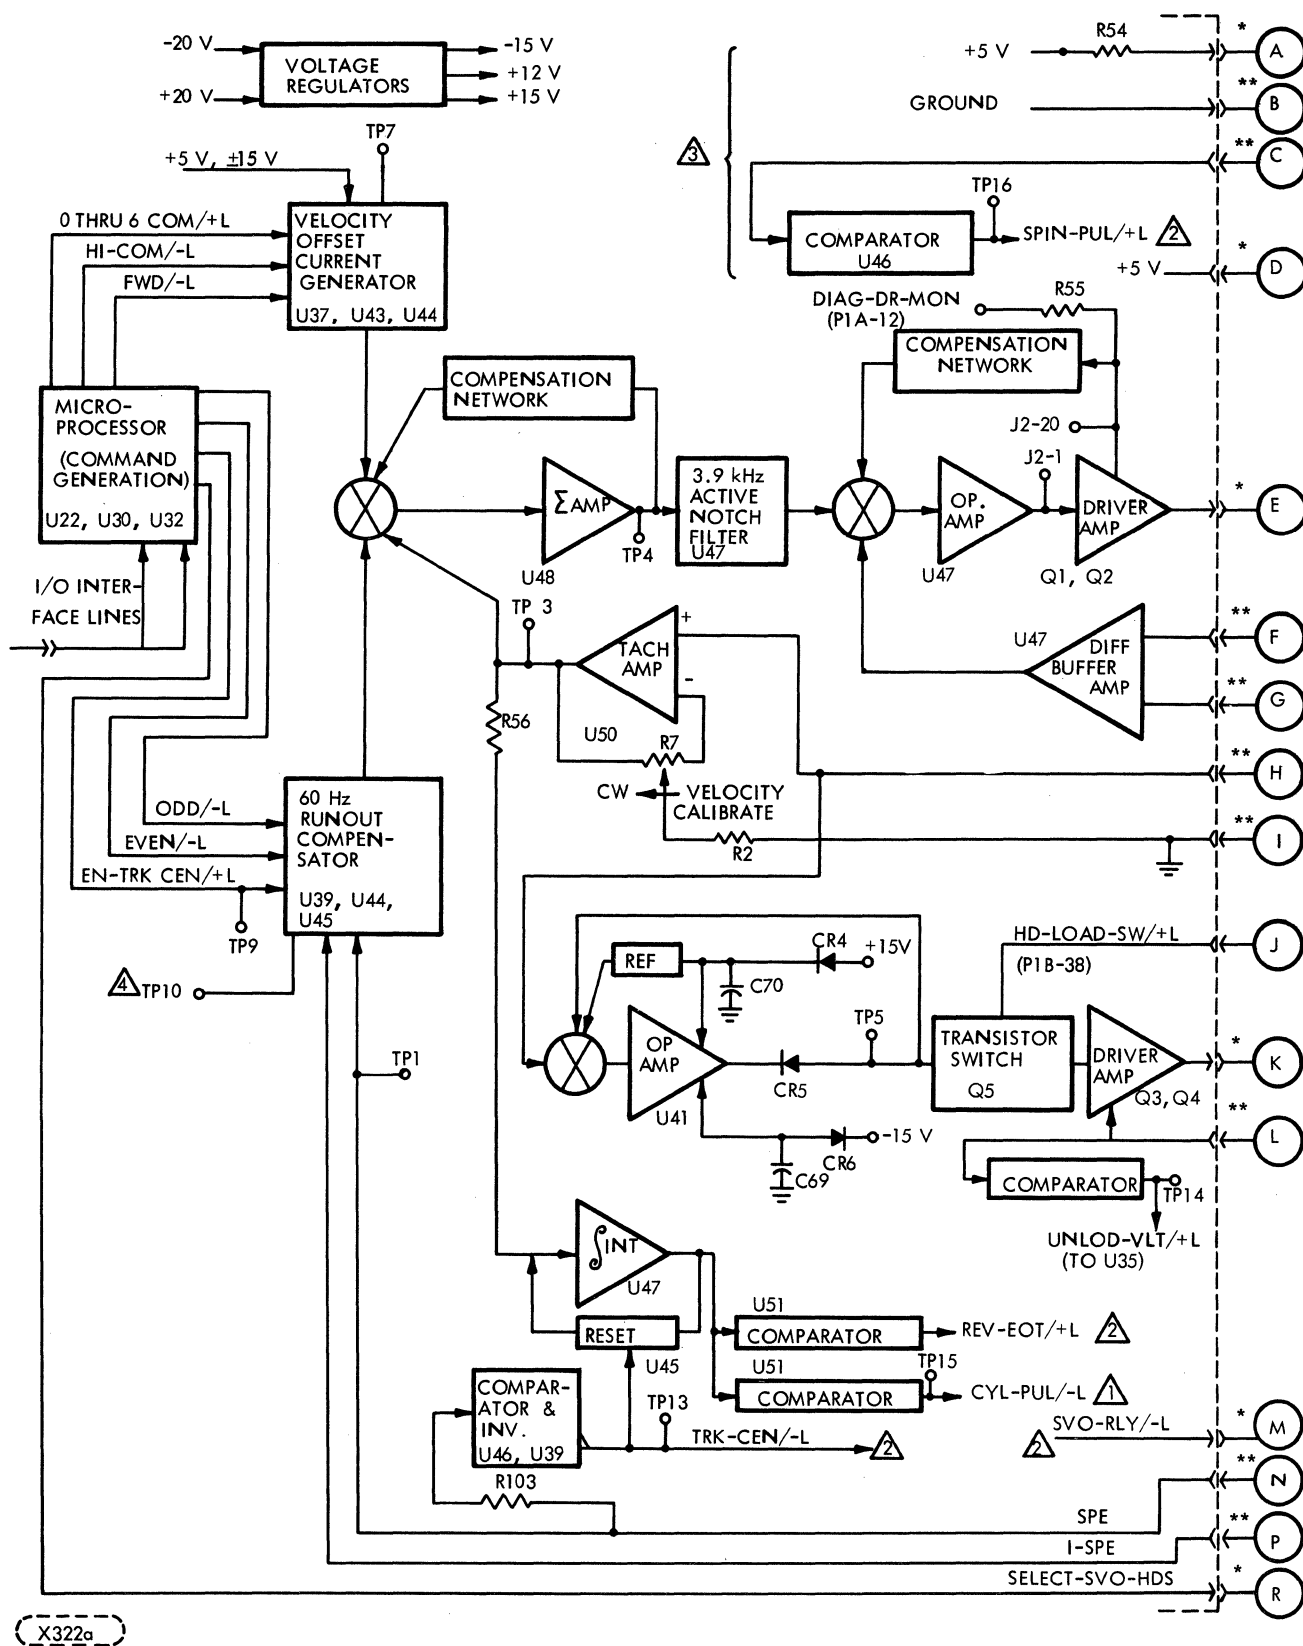 -20 V
+20 V
VOLTAGE
REGULATORS
-15 V
+12 V
+15 V
+5 V
R54
*
A
GROUND
**
B
3
**
C
TP7
+5 V, ±15 V
TP16
COMPARATOR
U46
SPIN-PUL/+L
2
+5 V
*
D
0 THRU 6 COM/+L
HI-COM/-L
FWD/-L
VELOCITY
OFFSET
CURRENT
GENERATOR
U37, U43, U44
DIAG-DR-MON
(P1A-12)
R55
COMPENSATION
NETWORK
COMPENSATION
NETWORK
MICRO-
PROCESSOR
(COMMAND
GENERATION)
U22, U30, U32
J2-20
J2-1
Σ AMP
U48
TP4
3.9 kHz
ACTIVE
NOTCH
FILTER
U47
OP.
AMP
U47
DRIVER
AMP
Q1, Q2
*
E
I/O INTER-
FACE LINES
TP 3
+
TACH
AMP
-
U50
R56
R7
U47
DIFF
BUFFER
AMP
**
F
**
G
**
H
CW
VELOCITY
CALIBRATE
R2
**
I
ODD/-L
EVEN/-L
EN-TRK CEN/+L
60 Hz
RUNOUT
COMPEN-
SATOR
U39, U44,
U45
TP9
4
TP10
TP1
HD-LOAD-SW/+L
(P1B-38)
**
J
REF
CR4
+15V
C70
OP
AMP
U41
CR5
TP5
TRANSISTOR
SWITCH
Q5
DRIVER
AMP
Q3, Q4
*
K
**
L
-15 V
CR6
C69
COMPARATOR
TP14
UNLOD-VLT/+L
(TO U35)
∫INT
U47
RESET
U45
U51
COMPARATOR
REV-EOT/+L
2
U51
COMPARATOR
TP15
CYL-PUL/-L
1
COMPAR-
ATOR &
INV.
U46, U39
TP13
TRK-CEN/-L
2
2
SVO-RLY/-L
*
M
R103
**
N
SPE
I-SPE
**
P
SELECT-SVO-HDS
*
R
X322a